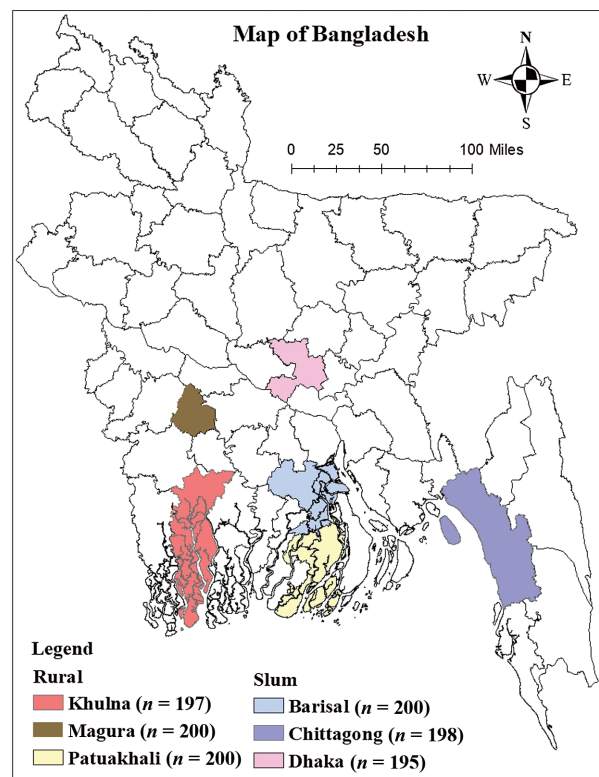 Map of Bangladesh
N
W E
S
0 25 50 100 Miles
Legend
Rural
Khulna (n = 197)
Magura (n = 200)
Patuakhali (n = 200)
Slum
Barisal (n = 200)
Chittagong (n = 198)
Dhaka (n = 195)